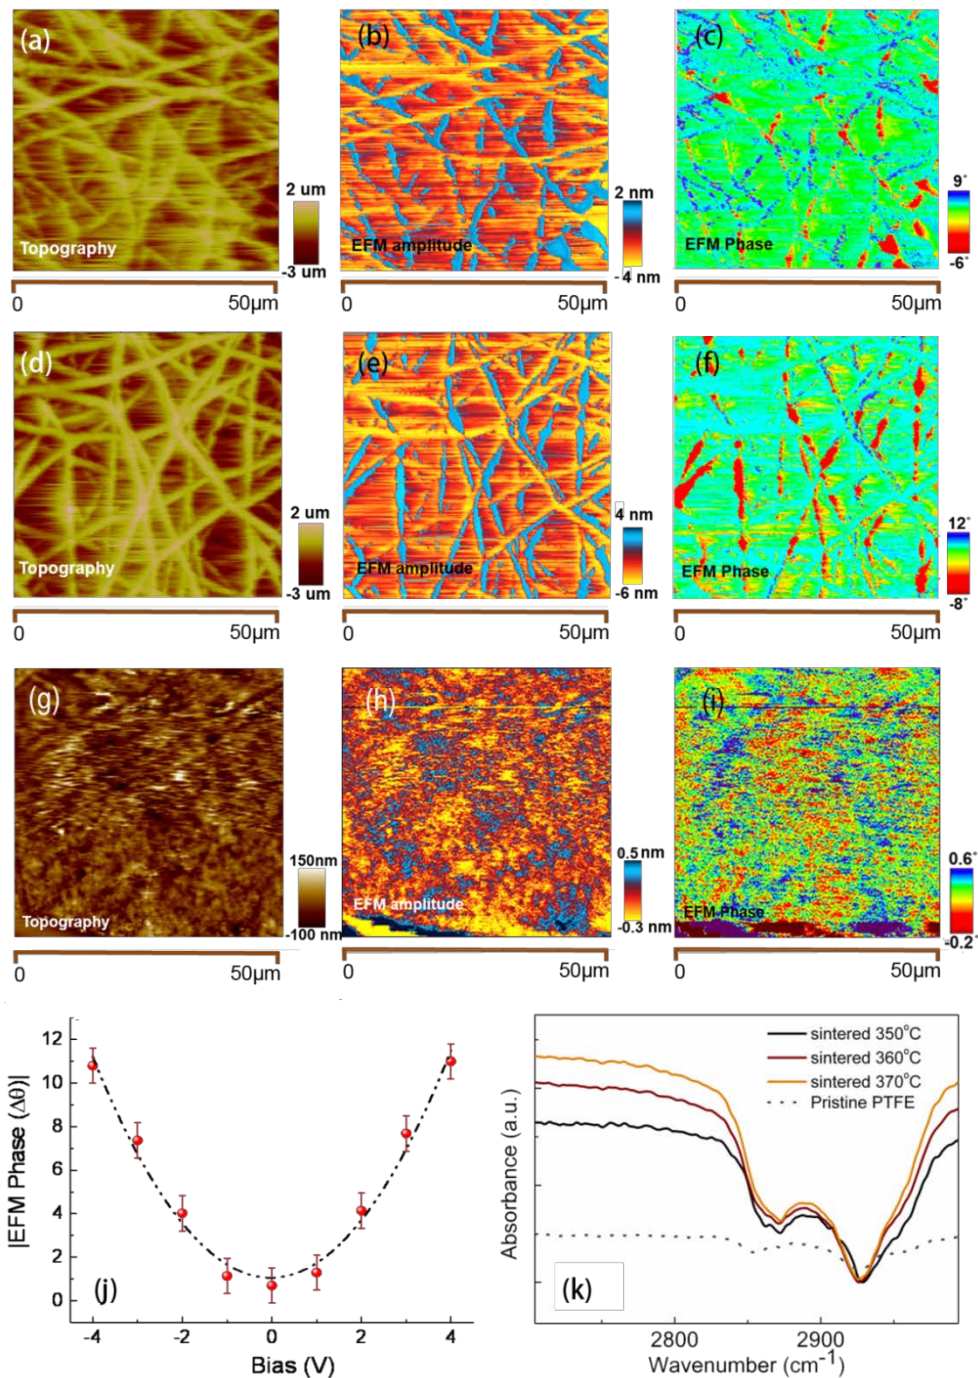 (a)
(b)
(c)
2 um
2 nm
9°
Topography
EFM amplitude
EFM Phase
-3 um
-4 nm
-6°
0 50μm
0 50μm
0 50μm
(d)
(e)
(f)
2 um
4 nm
12°
Topography
EFM amplitude
EFM Phase
-3 um
-6 nm
-8°
0 50μm
0 50μm
0 50μm
(g)
(h)
(i)
150nm
0.5 nm
0.6°
Topography
EFM amplitude
EFM Phase
-100 nm
-0.3 nm
-0.2°
0 50μm
0 50μm
0 50μm
|EFM Phase (Δθ)|
12
10
8
6
4
2
0
(j)
-4 -2 0 2 4
Bias (V)
Absorbance (a.u.)
sintered 350°C
sintered 360°C
sintered 370°C
Pristine PTFE
(k)
2800 2900
Wavenumber (cm-1)